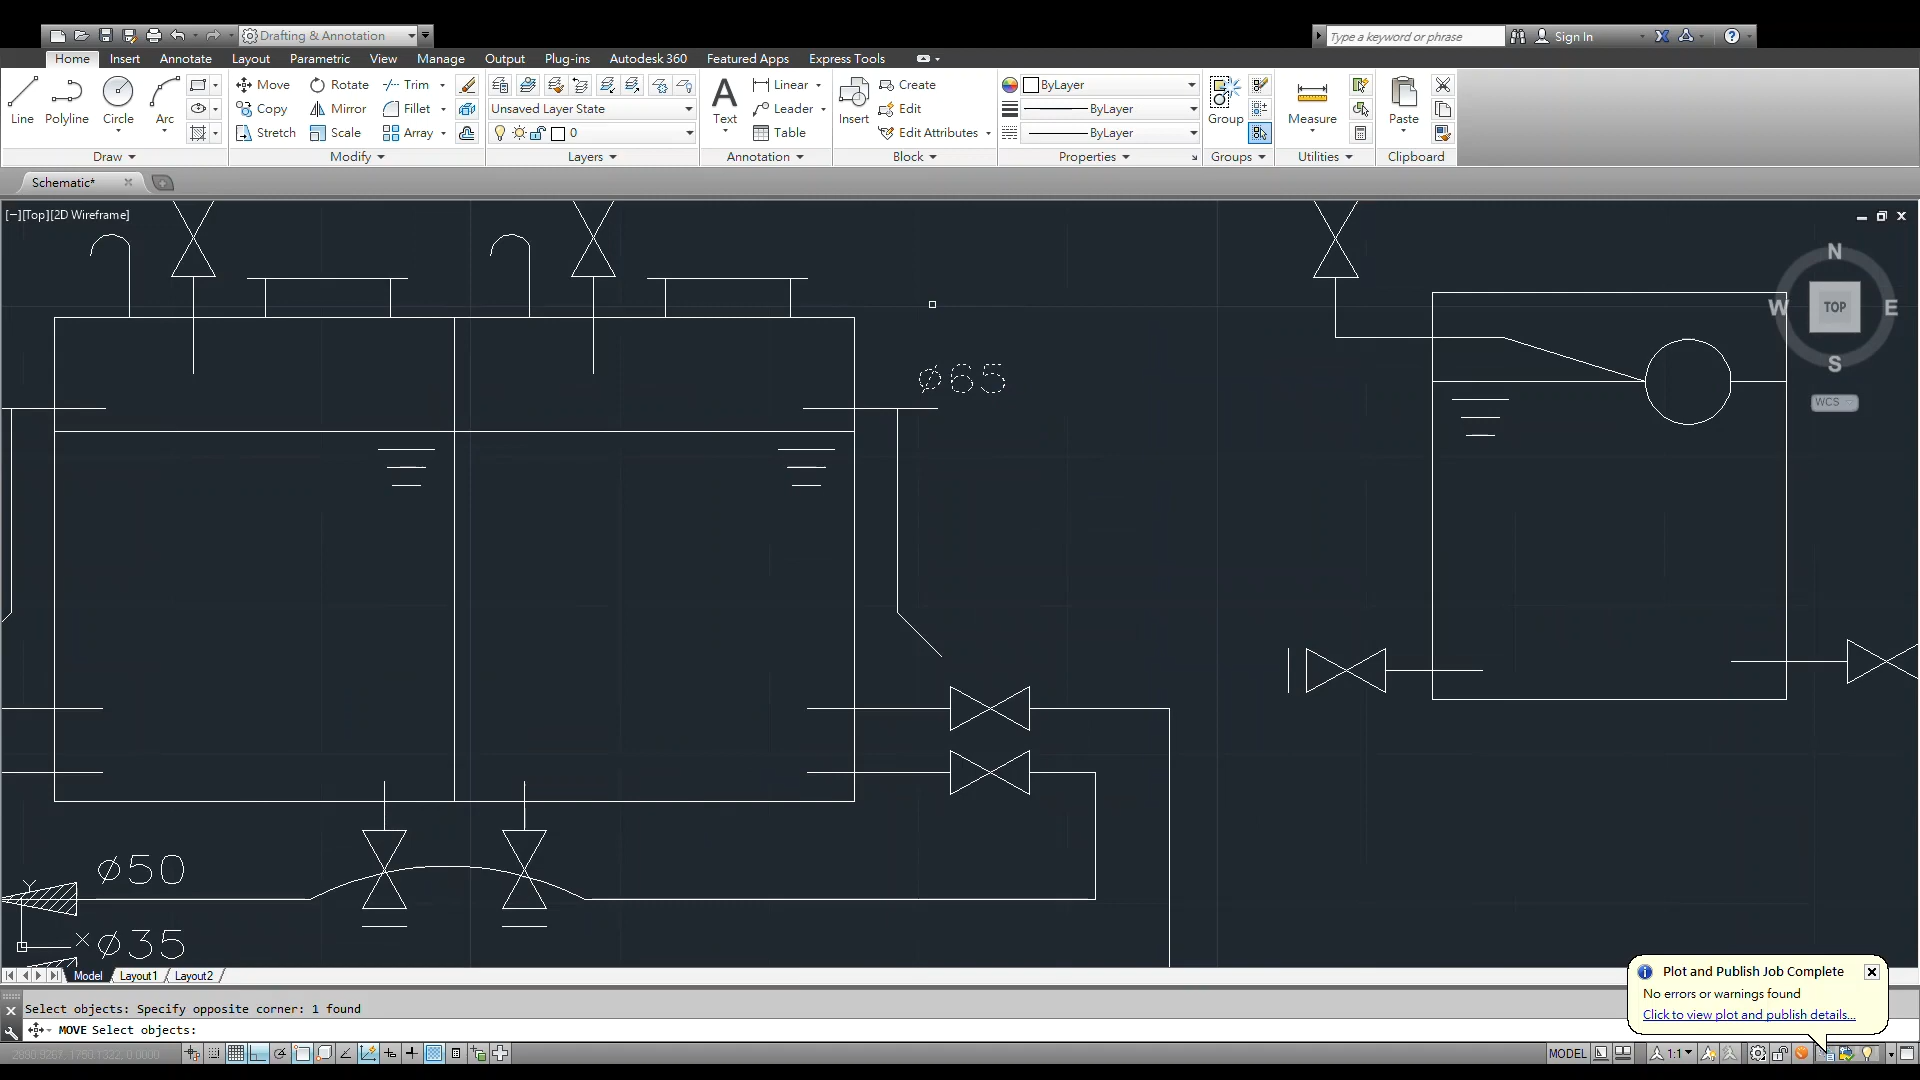 Drafting & Annotation
Type a keyword or phrase
Sign In
Home Insert Annotate Layout Parametric View Manage Output Plug-ins Autodesk 360 Featured Apps Express Tools
Line Polyline Circle Arc
Move Rotate Trim
Copy Mirror Fillet
Stretch Scale Array
Unsaved Layer State
0
Text
Linear
Leader
Table
Insert
Create
Edit
Edit Attributes
ByLayer
ByLayer
ByLayer
Group
Measure
Paste
Draw Modify Layers Annotation Block Properties Groups Utilities Clipboard
Schematic*
[−][Top][2D Wireframe]
N
W TOP E
S
WCS
Ø65
Ø50
Y
X
Ø35
Model Layout1 Layout2
Plot and Publish Job Complete
No errors or warnings found
Click to view plot and publish details...
Select objects: Specify opposite corner: 1 found
MOVE Select objects:
MODEL
1:1